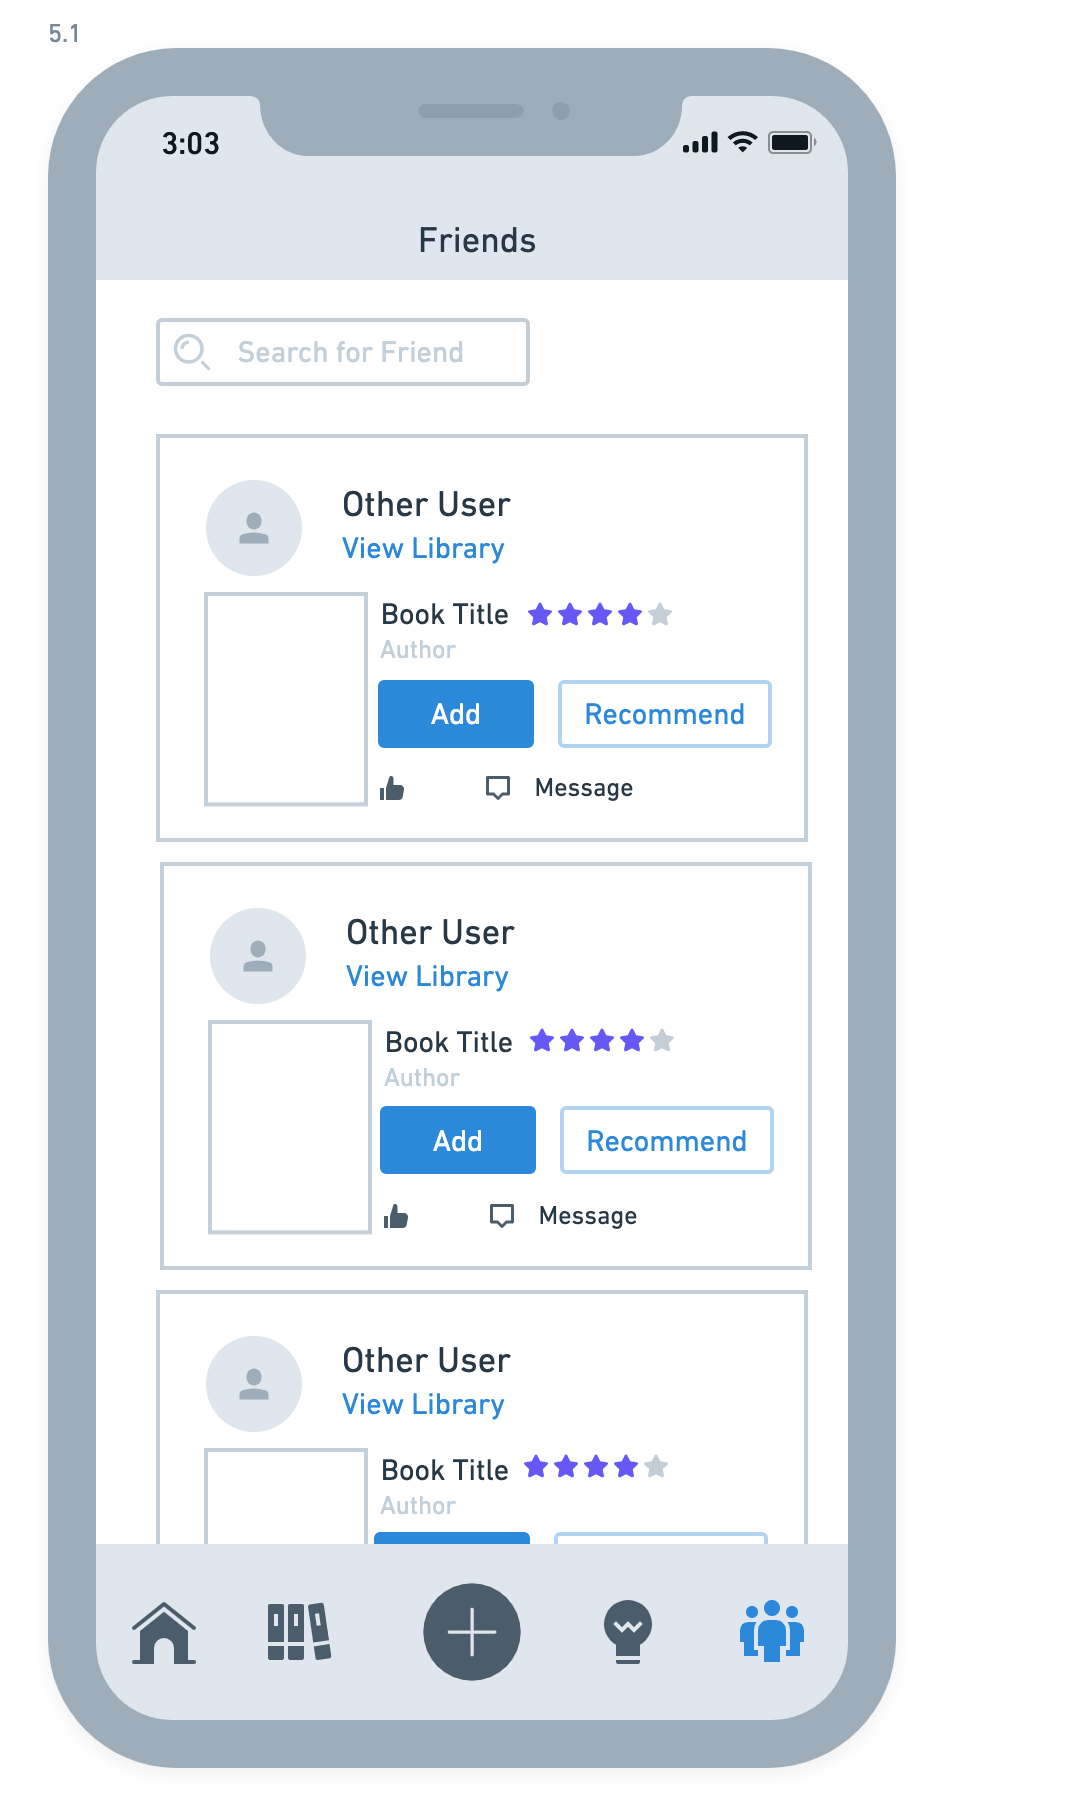 5.1
3:03
Friends
Search for Friend
Other User
View Library
Book Title
Author
Add Recommend
Message
Other User
View Library
Book Title
Author
Add Recommend
Message
Other User
View Library
Book Title
Author